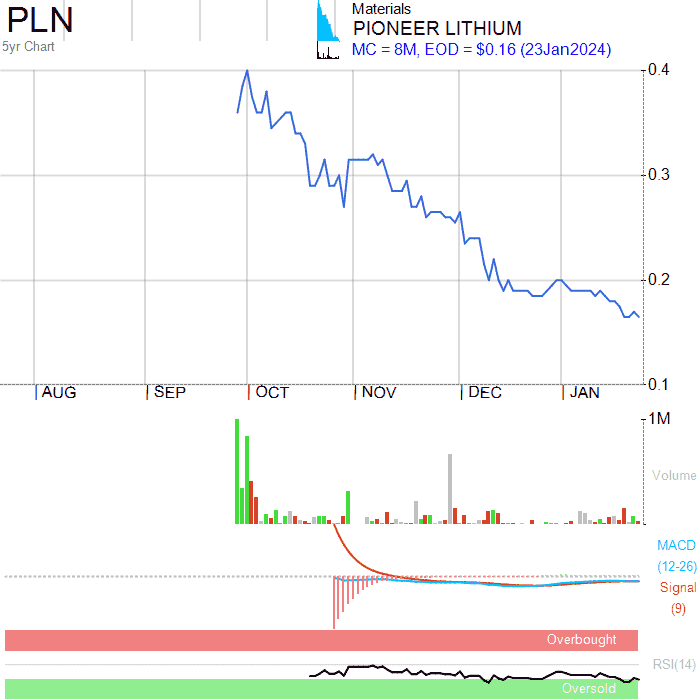 PLN
5yr Chart
Materials
PIONEER LITHIUM
MC = 8M, EOD = $0.16 (23Jan2024)
0.4
0.3
0.2
0.1
AUG SEP OCT NOV DEC JAN
1M
Volume
MACD
(12-26)
Signal
(9)
Overbought
RSI(14)
Oversold